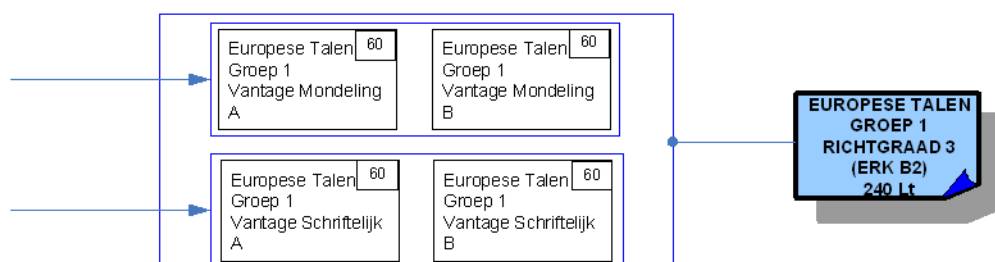 Europese Talen 60
Groep 1
Vantage Mondeling
A
Europese Talen 60
Groep 1
Vantage Mondeling
B
Europese Talen 60
Groep 1
Vantage Schriftelijk
A
Europese Talen 60
Groep 1
Vantage Schriftelijk
B
EUROPESE TALEN
GROEP 1
RICHTGRAAD 3
(ERK B2)
240 Lt